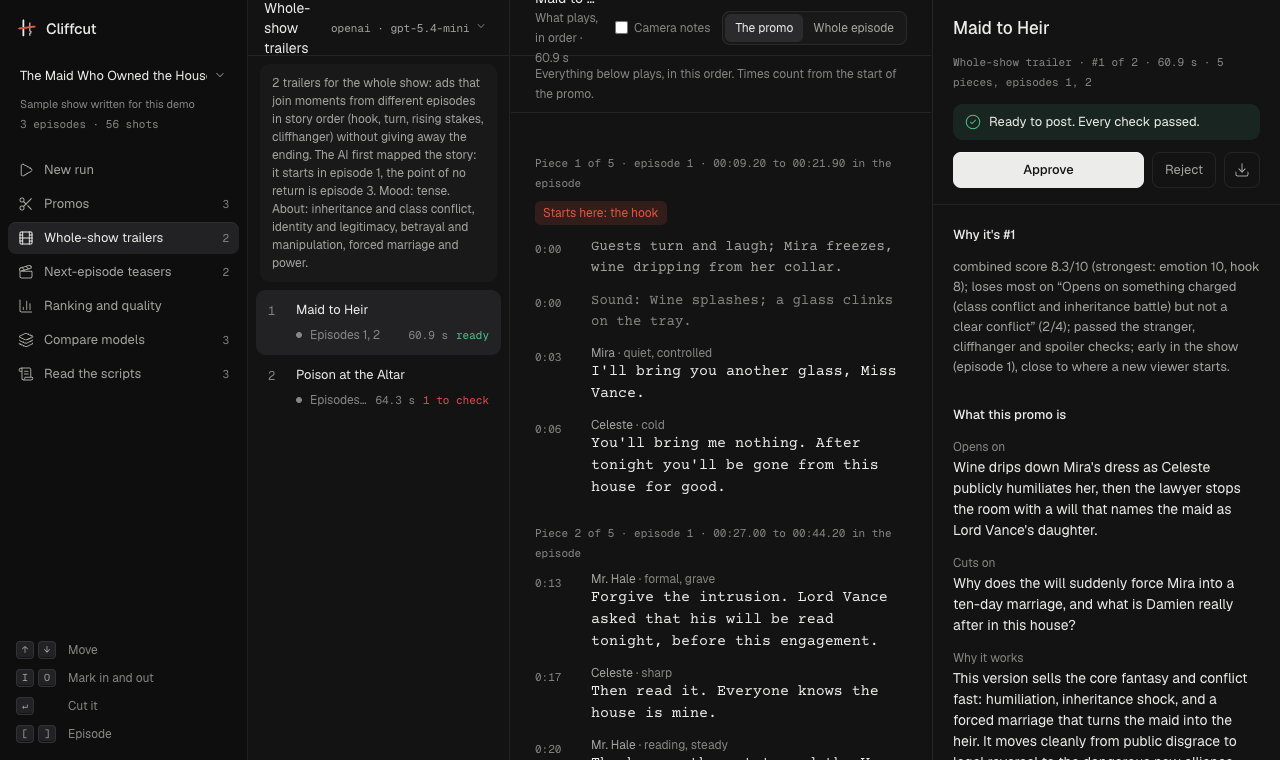 Cliffcut
The Maid Who Owned the Hous
Sample show written for this demo
3 episodes · 56 shots
New run
Promos 3
Whole-show trailers 2
Next-episode teasers 2
Ranking and quality
Compare models 3
Read the scripts 3
↑ ↓ Move
I O Mark in and out
↵ Cut it
[ ] Episode
Whole-
show
trailers
openai · gpt-5.4-mini
2 trailers for the whole show: ads that
join moments from different episodes
in story order (hook, turn, rising stakes,
cliffhanger) without giving away the
ending. The AI first mapped the story:
it starts in episode 1, the point of no
return is episode 3. Mood: tense.
About: inheritance and class conflict,
identity and legitimacy, betrayal and
manipulation, forced marriage and
power.
1 Maid to Heir
Episodes 1, 2 60.9 s ready
2 Poison at the Altar
Episodes… 64.3 s 1 to check
What plays,
in order ·
60.9 s
Camera notes
The promo
Whole episode
Everything below plays, in this order. Times count from the start of
the promo.
Piece 1 of 5 · episode 1 · 00:09.20 to 00:21.90 in the
episode
Starts here: the hook
0:00 Guests turn and laugh; Mira freezes,
wine dripping from her collar.
0:00 Sound: Wine splashes; a glass clinks
on the tray.
0:03 Mira · quiet, controlled
I'll bring you another glass, Miss
Vance.
0:06 Celeste · cold
You'll bring me nothing. After
tonight you'll be gone from this
house for good.
Piece 2 of 5 · episode 1 · 00:27.00 to 00:44.20 in the
episode
0:13 Mr. Hale · formal, grave
Forgive the intrusion. Lord Vance
asked that his will be read
tonight, before this engagement.
0:17 Celeste · sharp
Then read it. Everyone knows the
house is mine.
0:20 Mr. Hale · reading, steady
Maid to Heir
Whole-show trailer · #1 of 2 · 60.9 s · 5
pieces, episodes 1, 2
Ready to post. Every check passed.
Approve
Reject
Why it's #1
combined score 8.3/10 (strongest: emotion 10, hook
8); loses most on “Opens on something charged
(class conflict and inheritance battle) but not a
clear conflict” (2/4); passed the stranger,
cliffhanger and spoiler checks; early in the show
(episode 1), close to where a new viewer starts.
What this promo is
Opens on
Wine drips down Mira's dress as Celeste
publicly humiliates her, then the lawyer stops
the room with a will that names the maid as
Lord Vance's daughter.
Cuts on
Why does the will suddenly force Mira into a
ten-day marriage, and what is Damien really
after in this house?
Why it works
This version sells the core fantasy and conflict
fast: humiliation, inheritance shock, and a
forced marriage that turns the maid into the
heir. It moves cleanly from public disgrace to